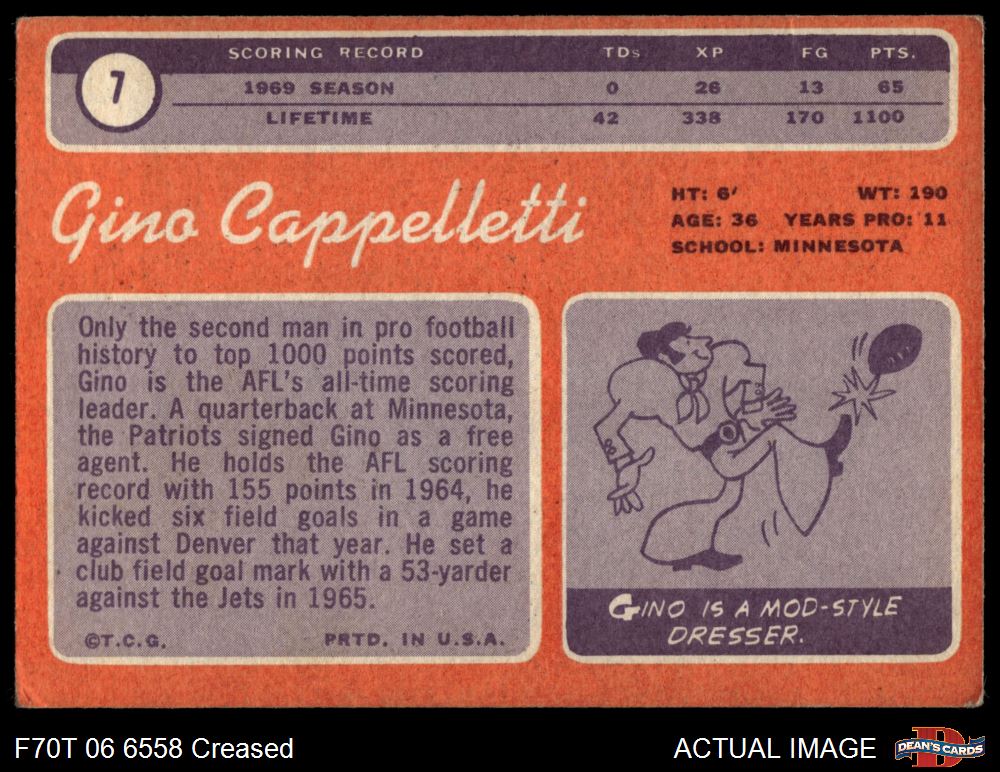 7
SCORING RECORD TDs XP FG PTS.
1969 SEASON 0 26 13 65
LIFETIME 42 338 170 1100
Gino Cappelletti
HT: 6' WT: 190
AGE: 36 YEARS PRO: 11
SCHOOL: MINNESOTA
Only the second man in pro football
history to top 1000 points scored,
Gino is the AFL's all-time scoring
leader. A quarterback at Minnesota,
the Patriots signed Gino as a free
agent. He holds the AFL scoring
record with 155 points in 1964, he
kicked six field goals in a game
against Denver that year. He set a
club field goal mark with a 53-yarder
against the Jets in 1965.
©T.C.G. PRTD. IN U.S.A.
GINO IS A MOD-STYLE
DRESSER.
F70T 06 6558 Creased
ACTUAL IMAGE
D
DEAN'S CARDS